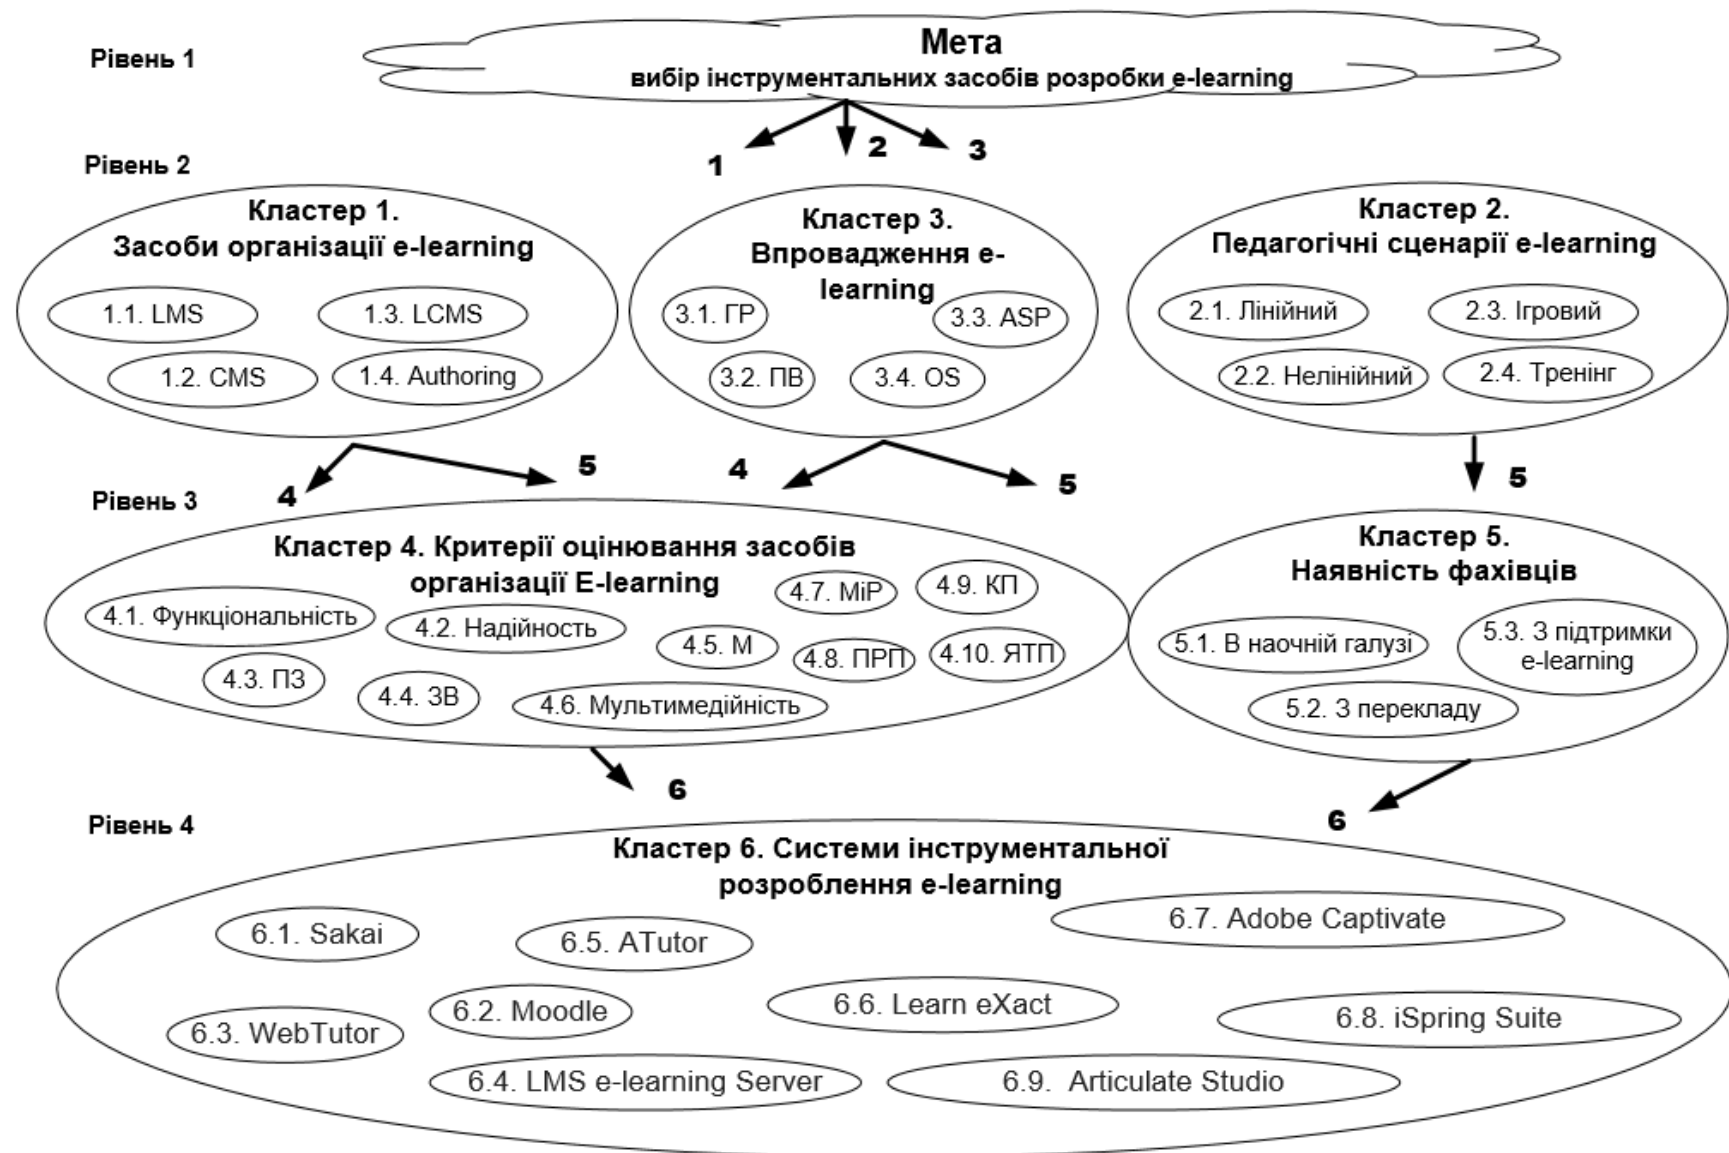 Рівень 1
Мета
вибір інструментальних засобів розробки e-learning
1
2
3
Рівень 2
Кластер 1.
Засоби організації e-learning
1.1. LMS
1.3. LCMS
1.2. CMS
1.4. Authoring
Кластер 3.
Впровадження e-
learning
3.1. ГР
3.3. ASP
3.2. ПВ
3.4. OS
Кластер 2.
Педагогічні сценарії e-learning
2.1. Лінійний
2.3. Ігровий
2.2. Нелінійний
2.4. Тренінг
4
5
4
5
5
Рівень 3
Кластер 4. Критерії оцінювання засобів
організації E-learning
4.1. Функціональність
4.2. Надійность
4.7. МіР
4.9. КП
4.3. ПЗ
4.4. ЗВ
4.5. М
4.8. ПРП
4.10. ЯТП
4.6. Мультимедійність
Кластер 5.
Наявність фахівців
5.1. В наочній галузі
5.3. З підтримки
e-learning
5.2. З перекладу
6
6
Рівень 4
Кластер 6. Системи інструментальної
розроблення e-learning
6.1. Sakai
6.5. ATutor
6.7. Adobe Captivate
6.3. WebTutor
6.2. Moodle
6.6. Learn eXact
6.8. iSpring Suite
6.4. LMS e-learning Server
6.9. Articulate Studio